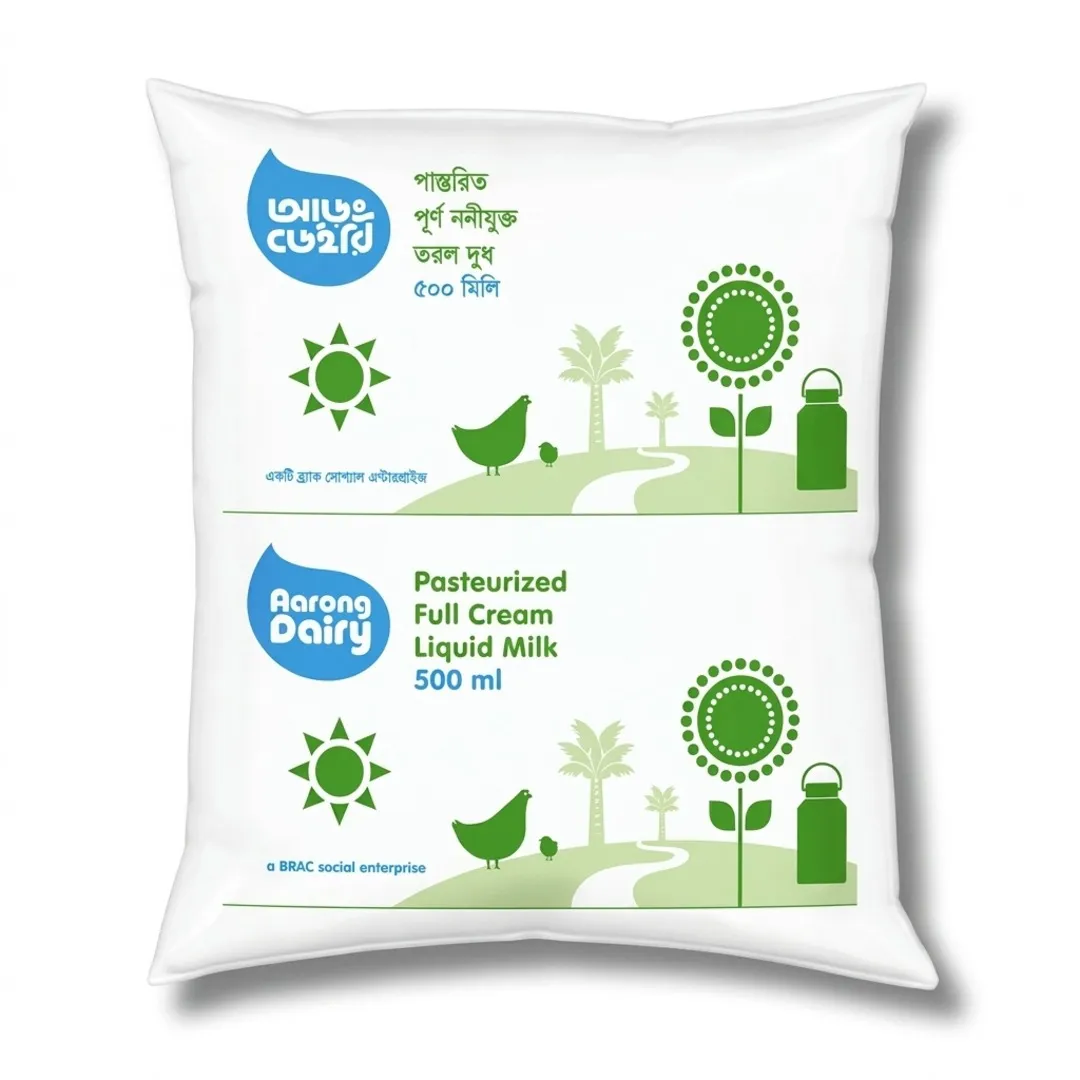 আড়ং
ডেইরি
পাস্তুরিত
পূর্ণ ননীযুক্ত
তরল দুধ
৫০০ মিলি
একটি ব্র্যাক সোশ্যাল এন্টারপ্রাইজ
Aarong
Dairy
Pasteurized
Full Cream
Liquid Milk
500 ml
a BRAC social enterprise